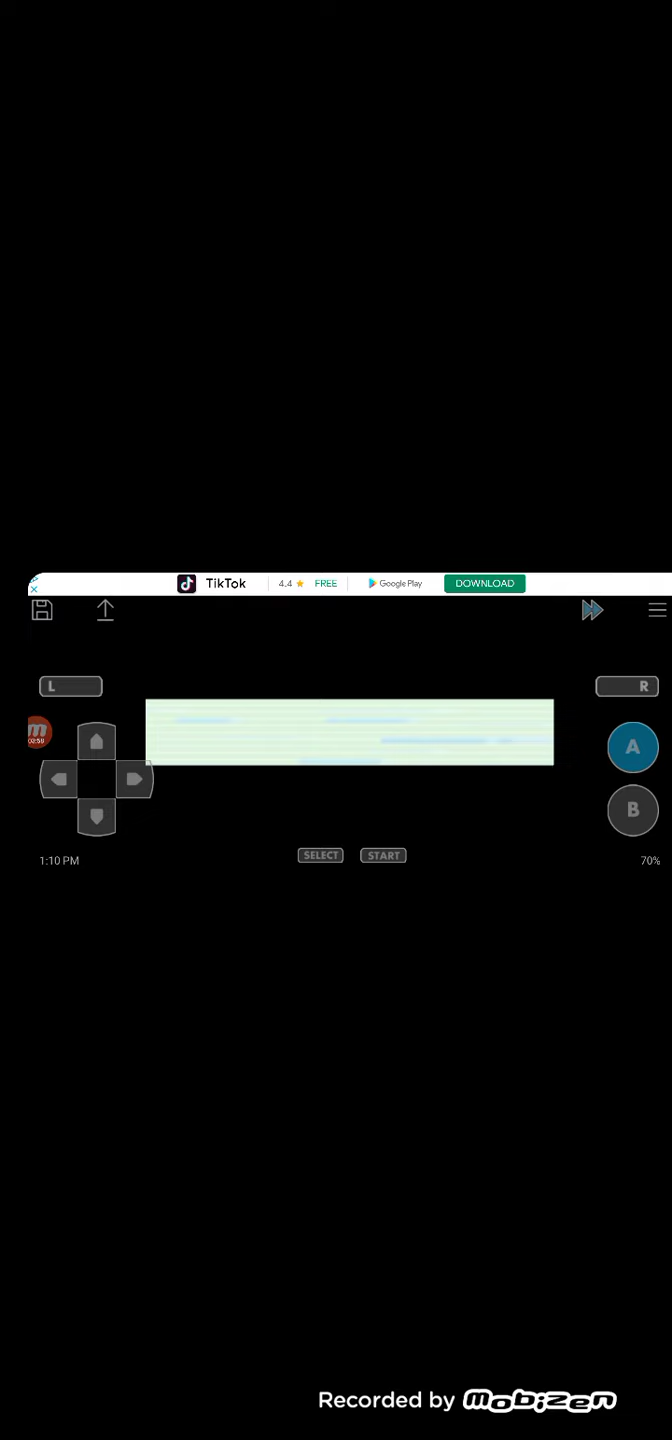 TikTok 4.4 FREE Google Play DOWNLOAD
L R
m
A
B
SELECT START
1:10 PM 70%
Recorded by mobizen